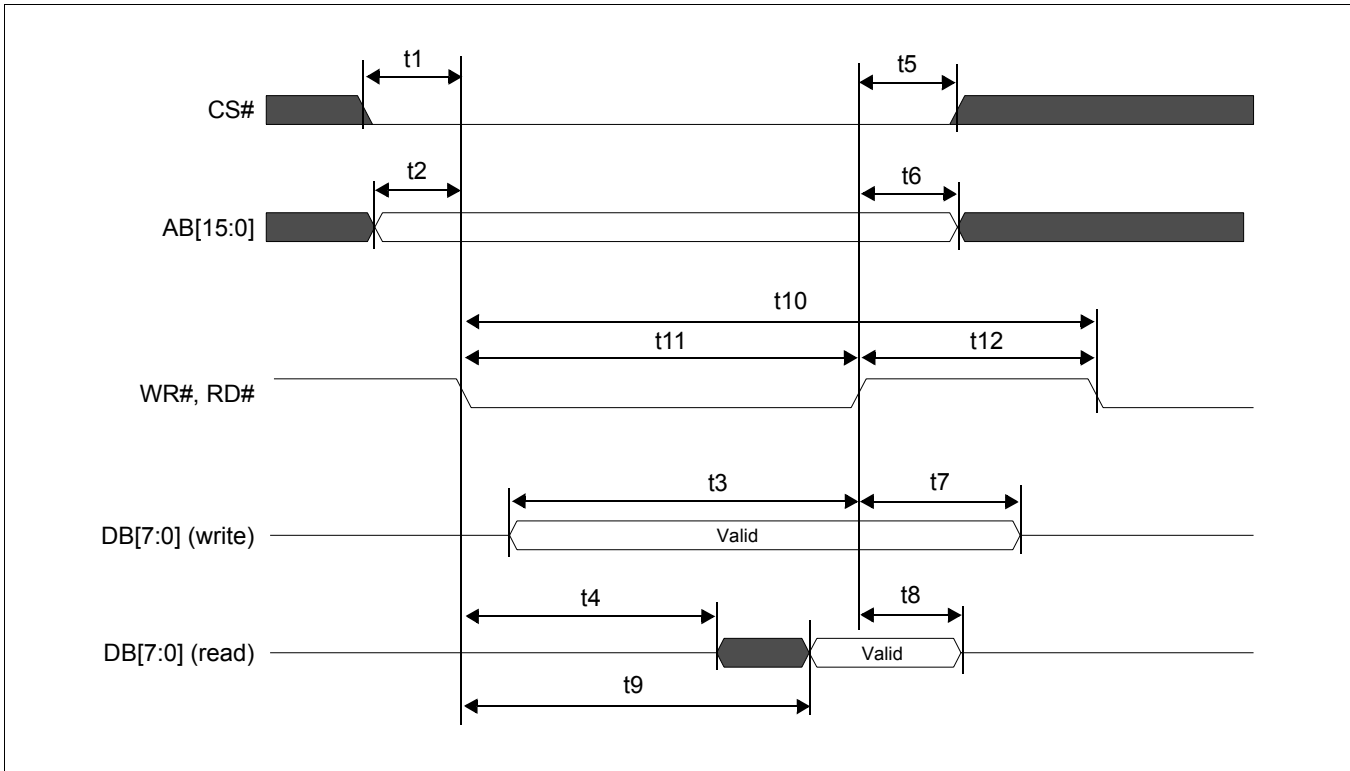 t1
t5
CS#
t2
t6
AB[15:0]
t10
t11
t12
WR#, RD#
t3
t7
DB[7:0] (write)
Valid
t4
t8
DB[7:0] (read)
Valid
t9